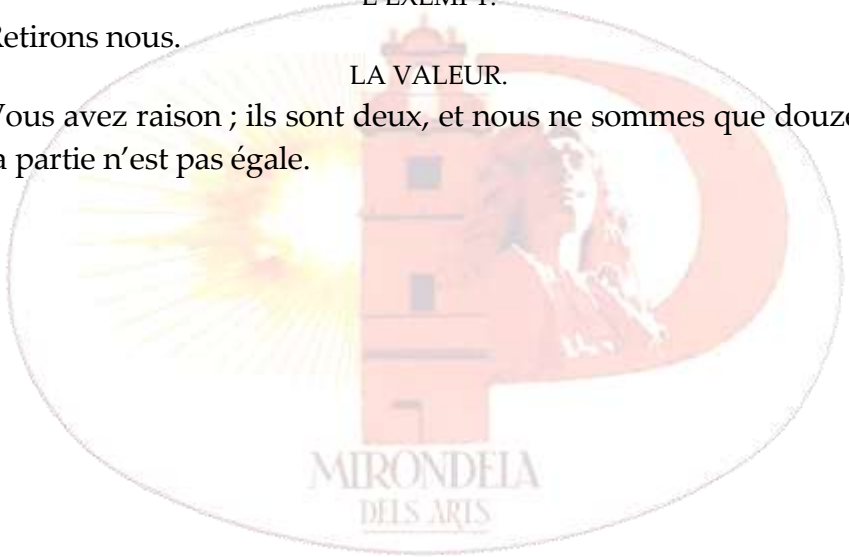 L'EXEMPT.
Retirons nous.
LA VALEUR.
Vous avez raison ; ils sont deux, et nous ne sommes que douze
la partie n'est pas égale.
MIRONDELA
DELS ARTS